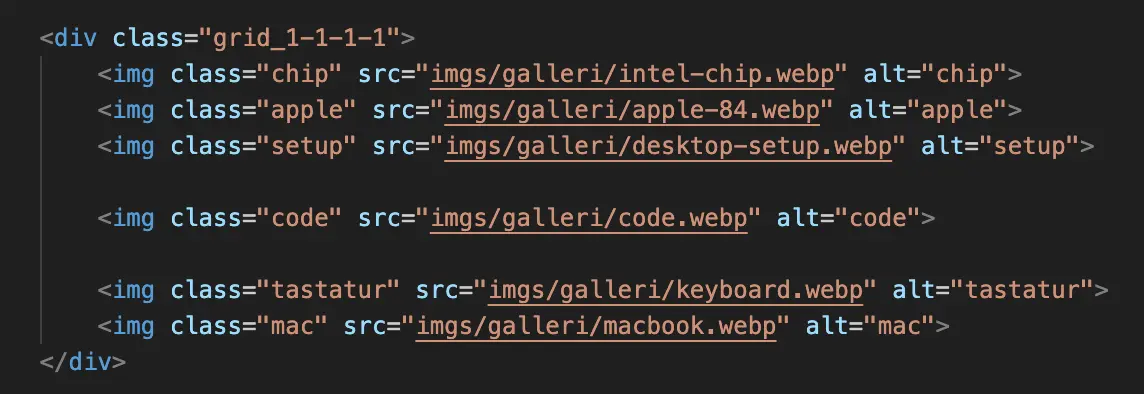 <div class="grid_1-1-1-1">
<img class="chip" src="imgs/galleri/intel-chip.webp" alt="chip">
<img class="apple" src="imgs/galleri/apple-84.webp" alt="apple">
<img class="setup" src="imgs/galleri/desktop-setup.webp" alt="setup">
<img class="code" src="imgs/galleri/code.webp" alt="code">
<img class="tastatur" src="imgs/galleri/keyboard.webp" alt="tastatur">
<img class="mac" src="imgs/galleri/macbook.webp" alt="mac">
</div>